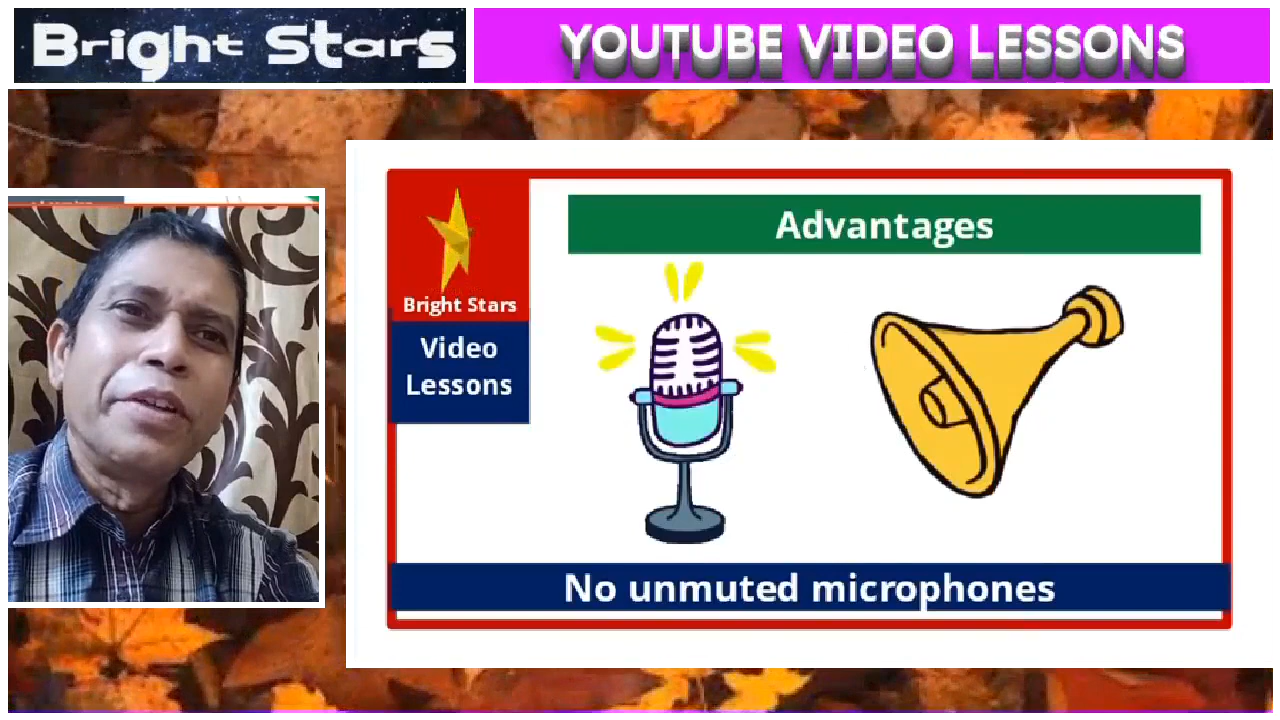 Bright Stars
YOUTUBE VIDEO LESSONS
Advantages
Bright Stars
Video
Lessons
No unmuted microphones